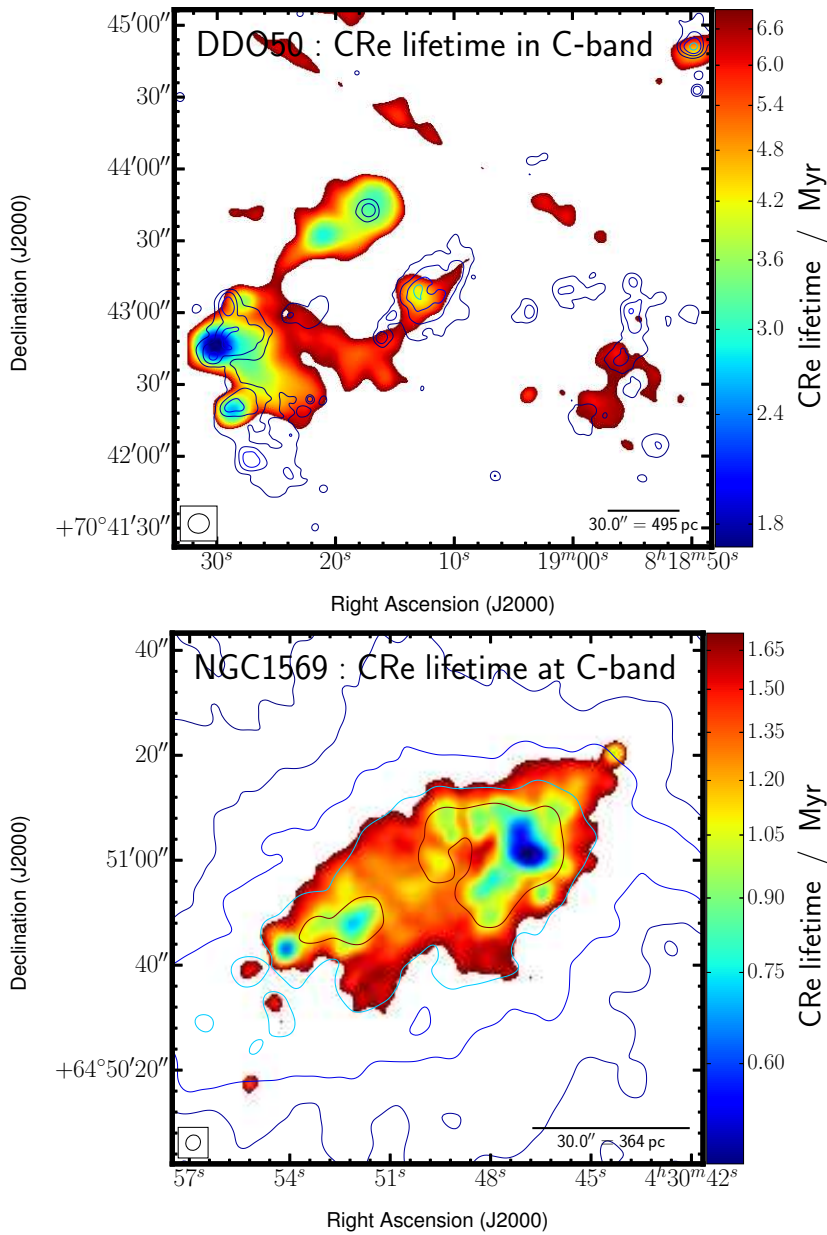 DDO50 : CRe lifetime in C-band
45′00″
30″
44′00″
30″
43′00″
30″
42′00″
+70°41′30″
Declination (J2000)
30.0″ = 495 pc
30ˢ 20ˢ 10ˢ 19ᵐ00ˢ 8ʰ18ᵐ50ˢ
Right Ascension (J2000)
6.6
6.0
5.4
4.8
4.2
3.6
3.0
2.4
1.8
CRe lifetime / Myr
NGC1569 : CRe lifetime at C-band
40″
20″
51′00″
40″
+64°50′20″
Declination (J2000)
30.0″ = 364 pc
57ˢ 54ˢ 51ˢ 48ˢ 4ʰ30ᵐ42ˢ
Right Ascension (J2000)
1.65
1.50
1.35
1.20
1.05
0.90
0.75
0.60
CRe lifetime / Myr